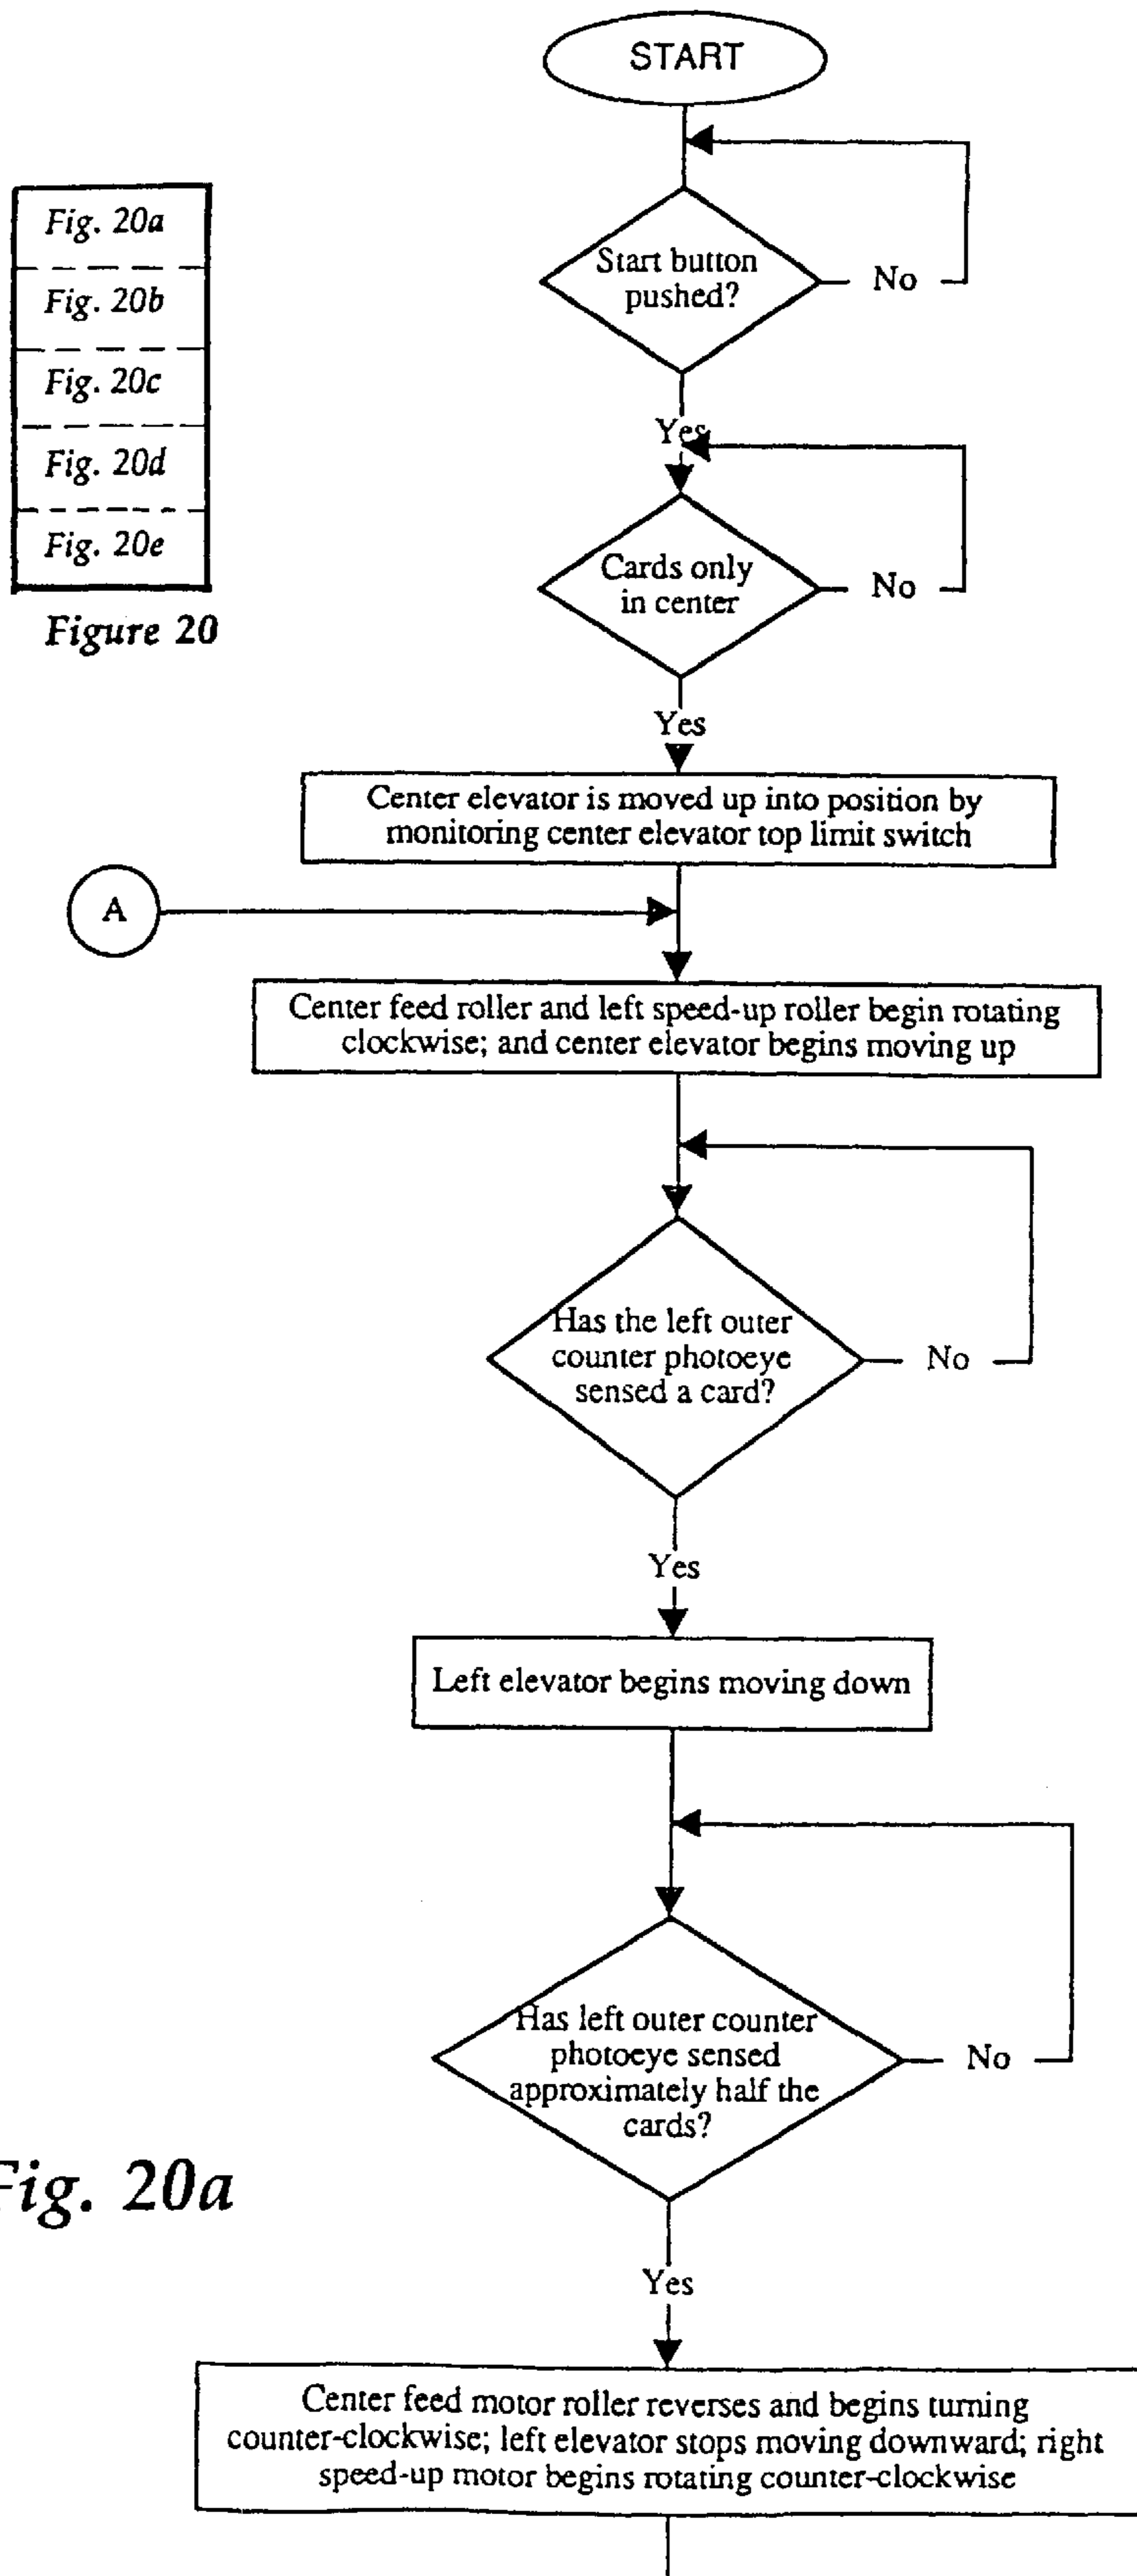 START
Fig. 20a
Fig. 20b
Fig. 20c
Fig. 20d
Fig. 20e
Figure 20
Start button
pushed?
No
Yes
Cards only
in center
No
Yes
Center elevator is moved up into position by
monitoring center elevator top limit switch
A
Center feed roller and left speed-up roller begin rotating
clockwise; and center elevator begins moving up
Has the left outer
counter photoeye
sensed a card?
No
Yes
Left elevator begins moving down
Has left outer counter
photoeye sensed
approximately half the
cards?
No
Fig. 20a
Yes
Center feed motor roller reverses and begins turning
counter-clockwise; left elevator stops moving downward; right
speed-up motor begins rotating counter-clockwise